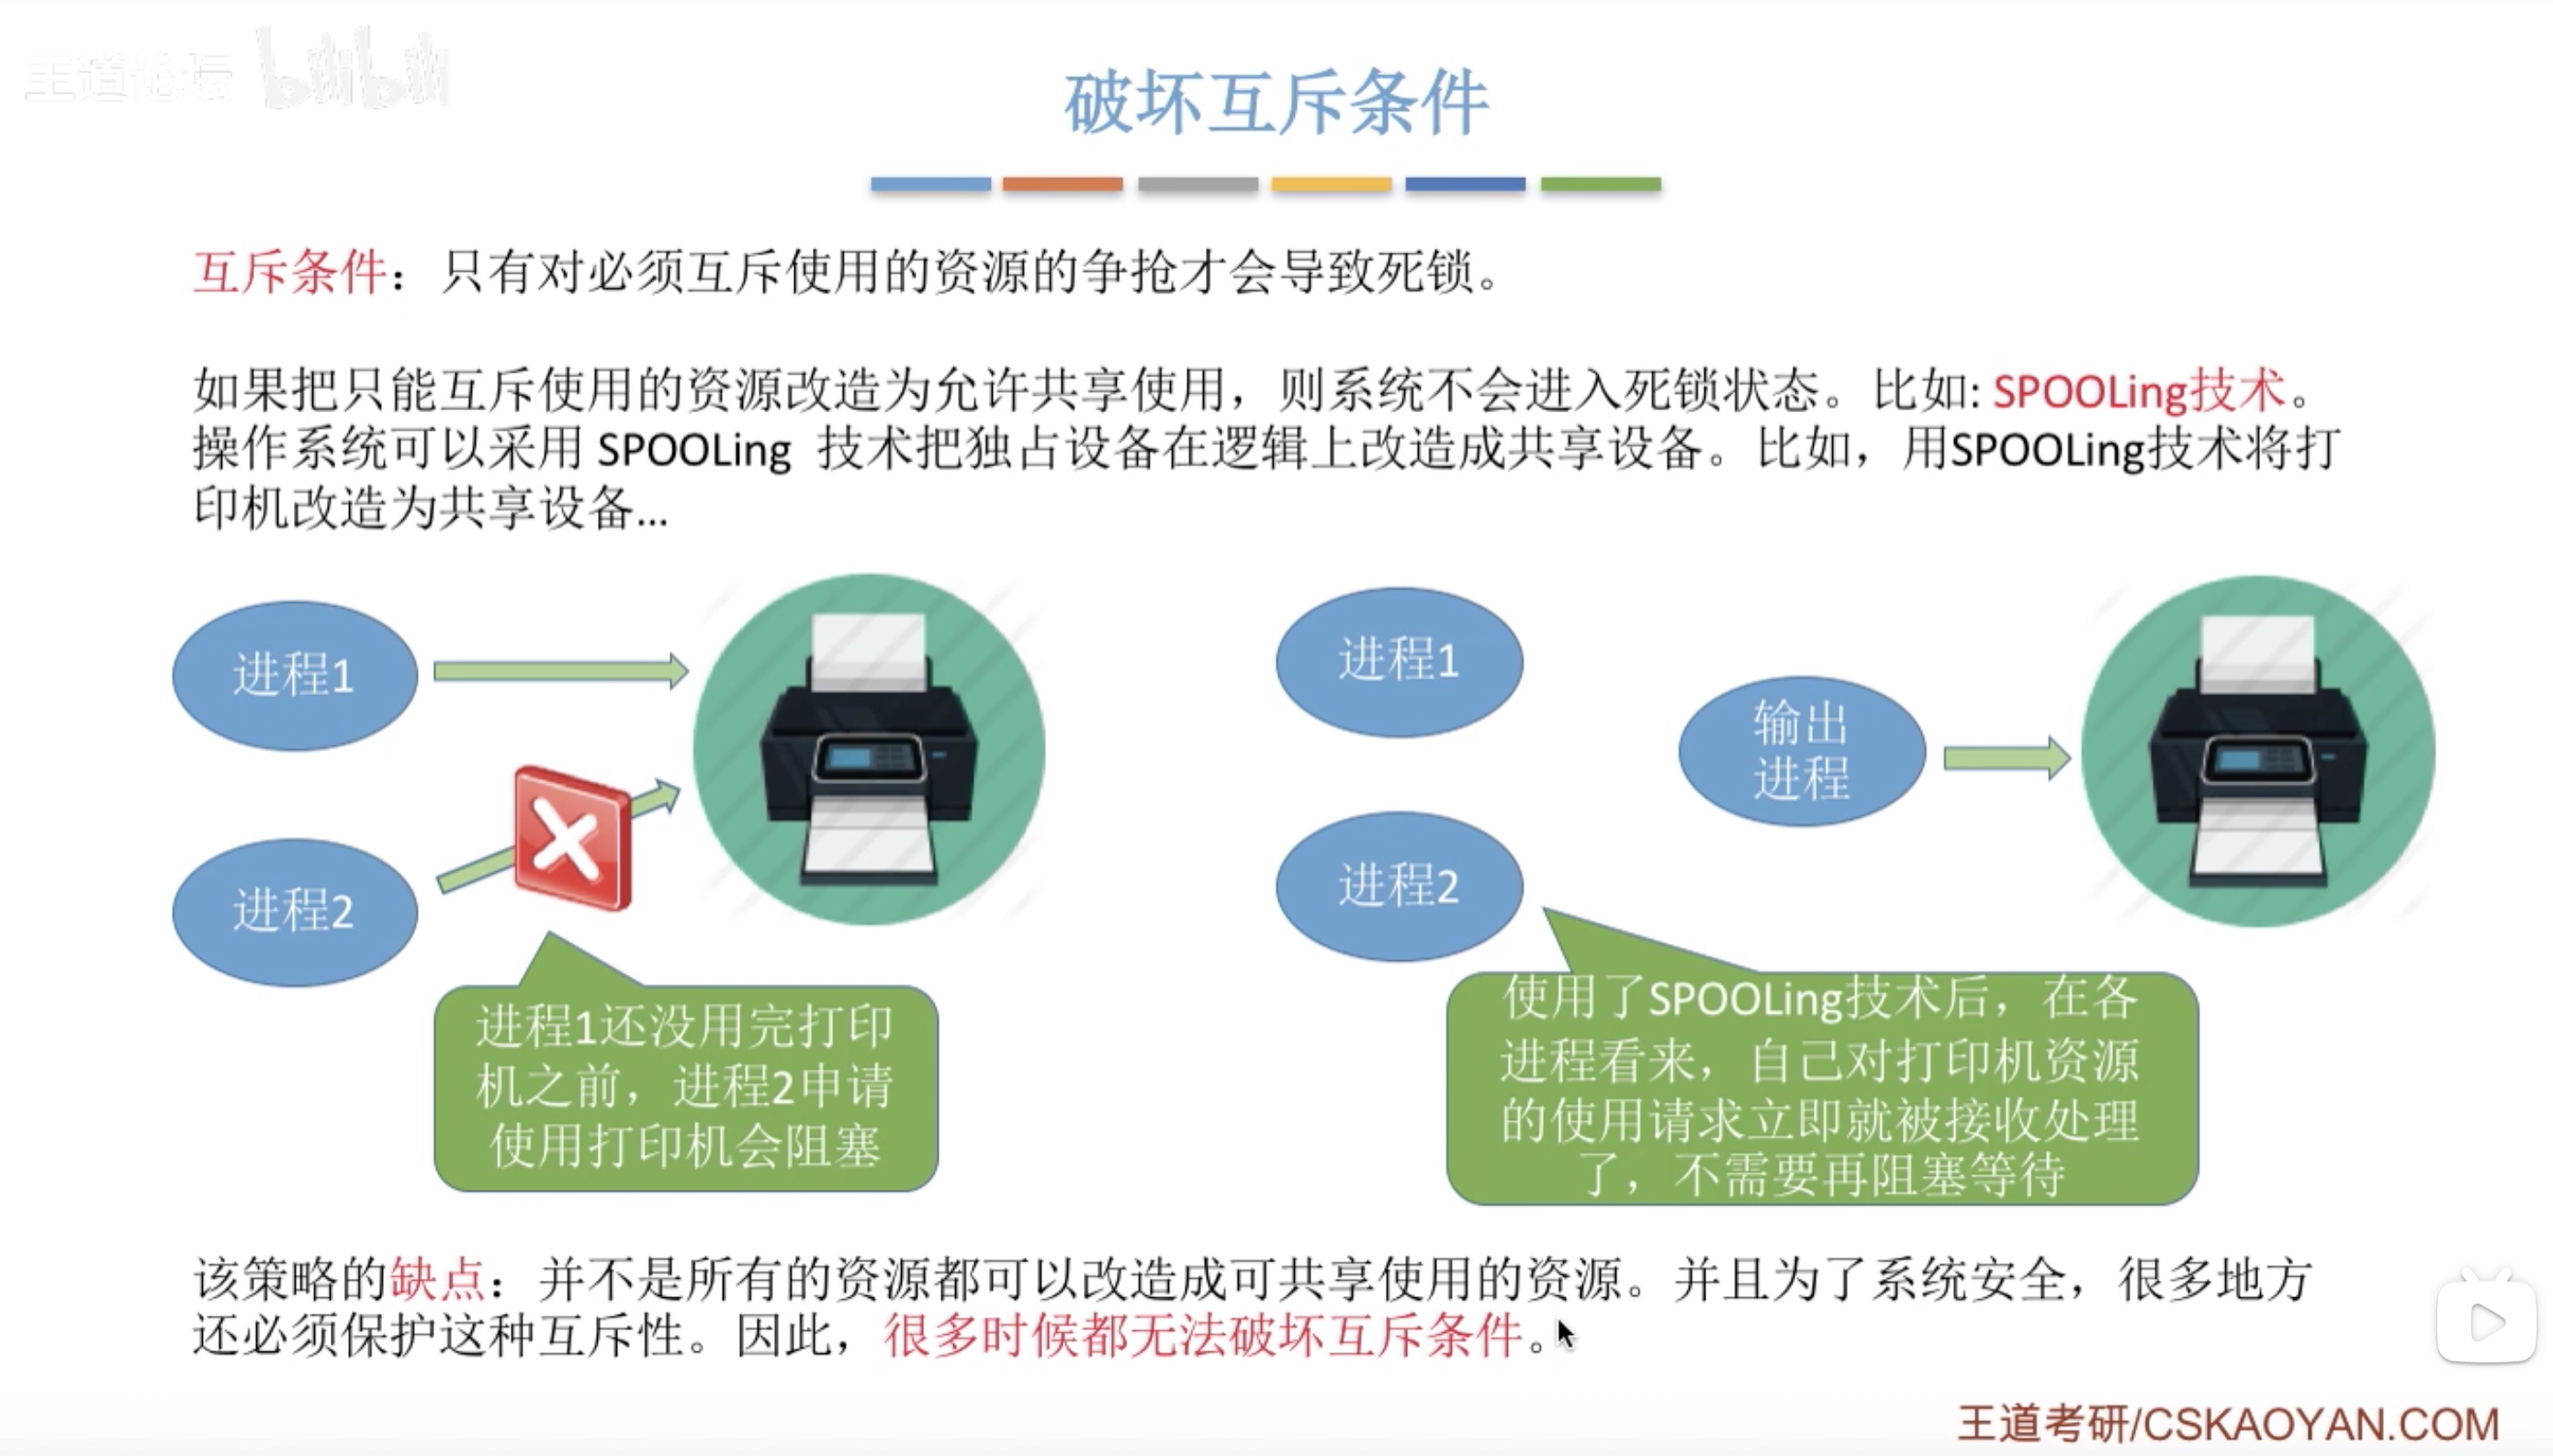 王道论坛 bilibili
破坏互斥条件
互斥条件：只有对必须互斥使用的资源的争抢才会导致死锁。
如果把只能互斥使用的资源改造为允许共享使用，则系统不会进入死锁状态。比如: SPOOLing技术。
操作系统可以采用 SPOOLing 技术把独占设备在逻辑上改造成共享设备。比如，用SPOOLing技术将打
印机改造为共享设备...
进程1
进程2
进程1还没用完打印
机之前，进程2申请
使用打印机会阻塞
进程1
进程2
输出
进程
使用了SPOOLing技术后，在各
进程看来，自己对打印机资源
的使用请求立即就被接收处理
了，不需要再阻塞等待
该策略的缺点：并不是所有的资源都可以改造成可共享使用的资源。并且为了系统安全，很多地方
还必须保护这种互斥性。因此，很多时候都无法破坏互斥条件。
王道考研/CSKAOYAN.COM